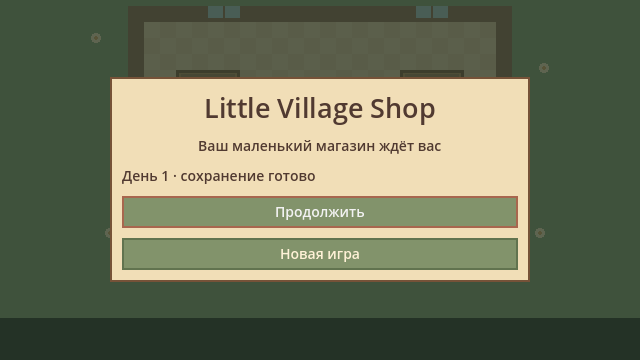 Little Village Shop
Ваш маленький магазин ждёт вас
День 1 · сохранение готово
Продолжить
Новая игра